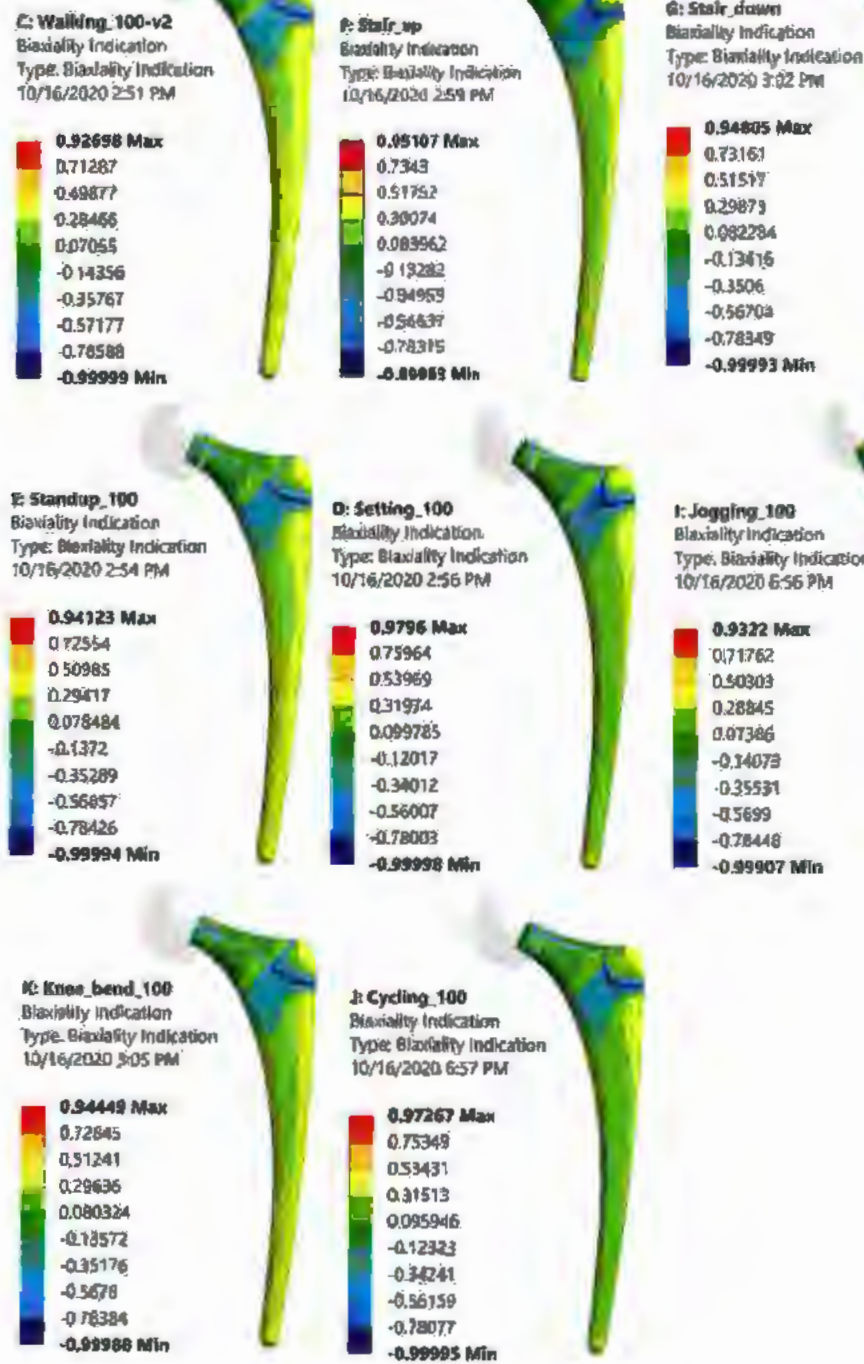 C: Walking_100-v2
Biaxiality Indication
Type: Biaxiality Indication
10/16/2020 2:51 PM
0.92698 Max
0.71287
0.49877
0.28466
0.07055
-0.14356
-0.35767
-0.57177
-0.78588
-0.99999 Min
F: Stair_up
Biaxiality Indication
Type: Biaxiality Indication
10/16/2020 2:59 PM
0.95107 Max
0.7343
0.51752
0.30074
0.083962
-0.13282
-0.34959
-0.56637
-0.78315
Min
G: Stair_down
Biaxiality Indication
Type: Biaxiality Indication
10/16/2020 3:02 PM
0.94805 Max
0.73161
0.51517
0.29873
0.082284
-0.13416
-0.3506
-0.56704
-0.78349
-0.99993 Min
E: Standup_100
Biaxiality Indication
Type: Biaxiality Indication
10/16/2020 2:54 PM
0.94123 Max
0.72554
0.50985
0.29417
0.078484
-0.1372
-0.35289
-0.56857
-0.78426
-0.99994 Min
D: Setting_100
Biaxiality Indication
Type: Biaxiality Indication
10/16/2020 2:56 PM
0.9796 Max
0.75964
0.53969
0.31974
0.099785
-0.12017
-0.34012
-0.56007
-0.78003
-0.99998 Min
I: Jogging_100
Biaxiality Indication
Type: Biaxiality Indication
10/16/2020 6:56 PM
0.9322 Max
0.71762
0.50303
0.28845
0.07386
-0.14073
-0.35531
-0.5699
-0.78448
-0.99907 Min
K: Knee_bend_100
Biaxiality Indication
Type: Biaxiality Indication
10/16/2020 3:05 PM
0.94449 Max
0.72845
0.51241
0.29636
0.080324
-0.13572
-0.35176
-0.5678
-0.78384
-0.99988 Min
J: Cycling_100
Biaxiality Indication
Type: Biaxiality Indication
10/16/2020 6:57 PM
0.97267 Max
0.75349
0.53431
0.31513
0.095946
-0.12323
-0.34241
-0.56159
-0.78077
-0.99995 Min